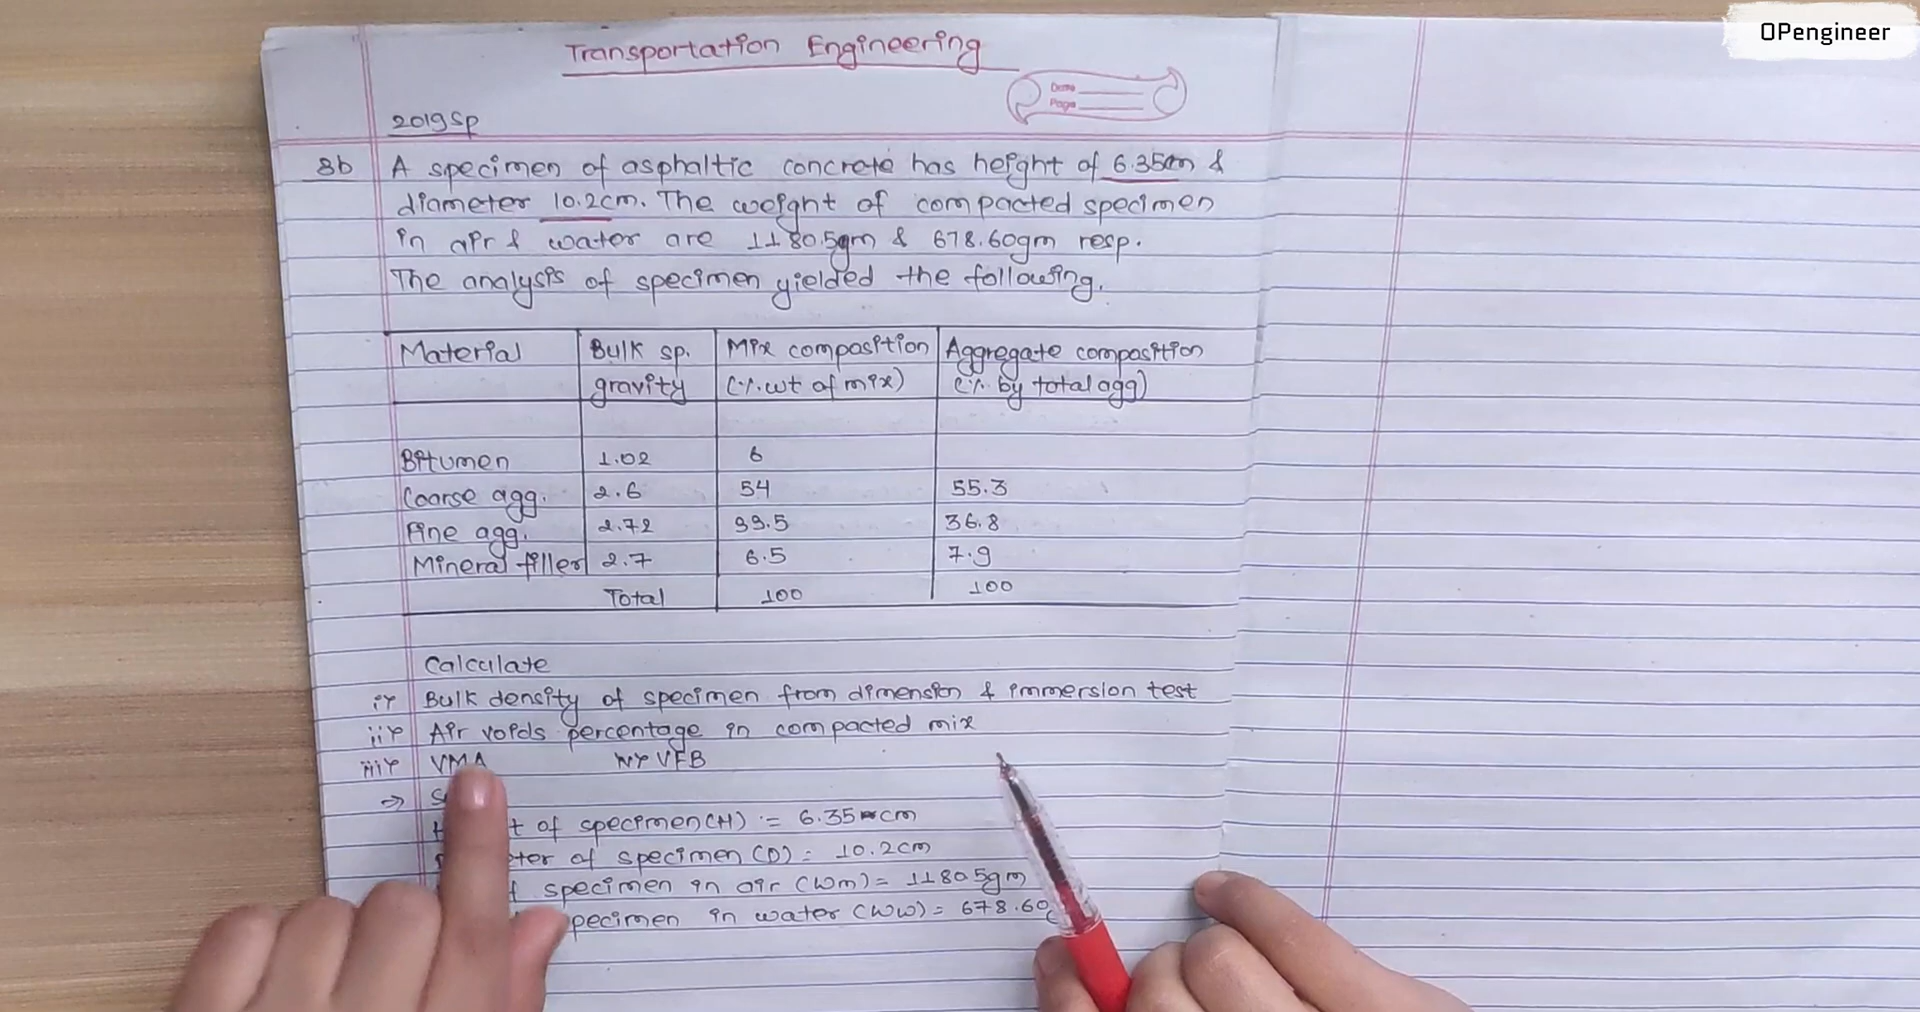 OPengineer
Transportation Engineering
Date
Page
2019sp
8b A specimen of asphaltic concrete has height of 6.35cm &
diameter 10.2cm. The weight of compacted specimen
in air & water are 1180.5gm & 678.60gm resp.
The analysis of specimen yielded the following.
Material Bulk sp. gravity Mix composition (% wt of mix) Aggregate composition (% by total agg)
Bitumen 1.02 6
Coarse agg. 2.6 54 55.3
Fine agg. 2.72 33.5 36.8
Mineral filler 2.7 6.5 7.9
Total 100 100
Calculate
i> Bulk density of specimen from dimension & immersion test
ii> Air voids percentage in compacted mix
iii> VMA iv> VFB
=>
t of specimen (H) = 6.35 cm
ter of specimen (D) = 10.2cm
specimen in air (Wm) = 1180.5gm
pecimen in water (Ww) = 678.60